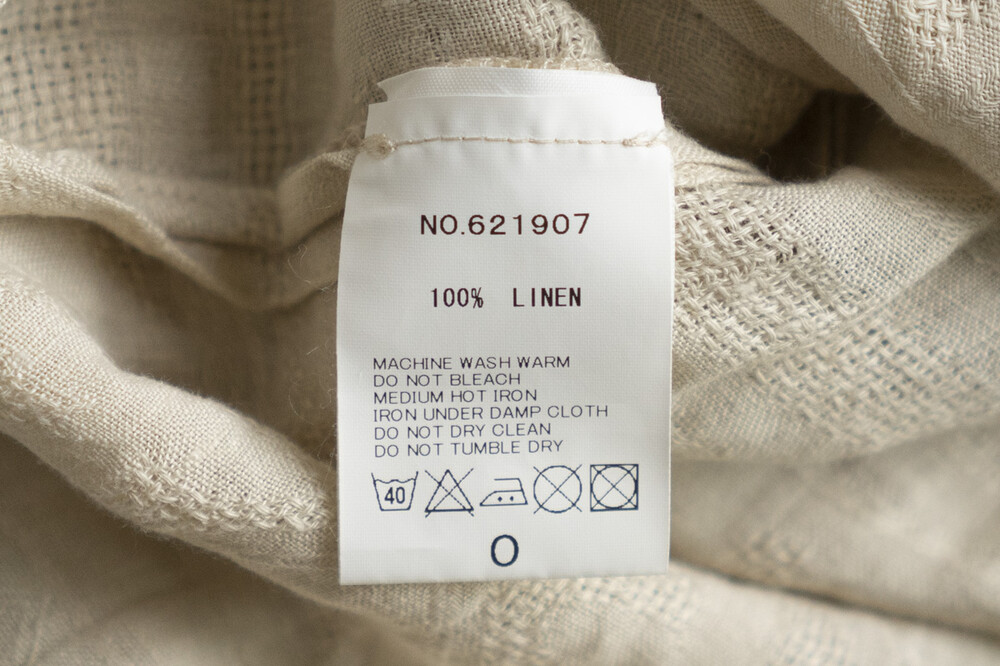 NO.621907
100% LINEN
MACHINE WASH WARM
DO NOT BLEACH
MEDIUM HOT IRON
IRON UNDER DAMP CLOTH
DO NOT DRY CLEAN
DO NOT TUMBLE DRY
40
O